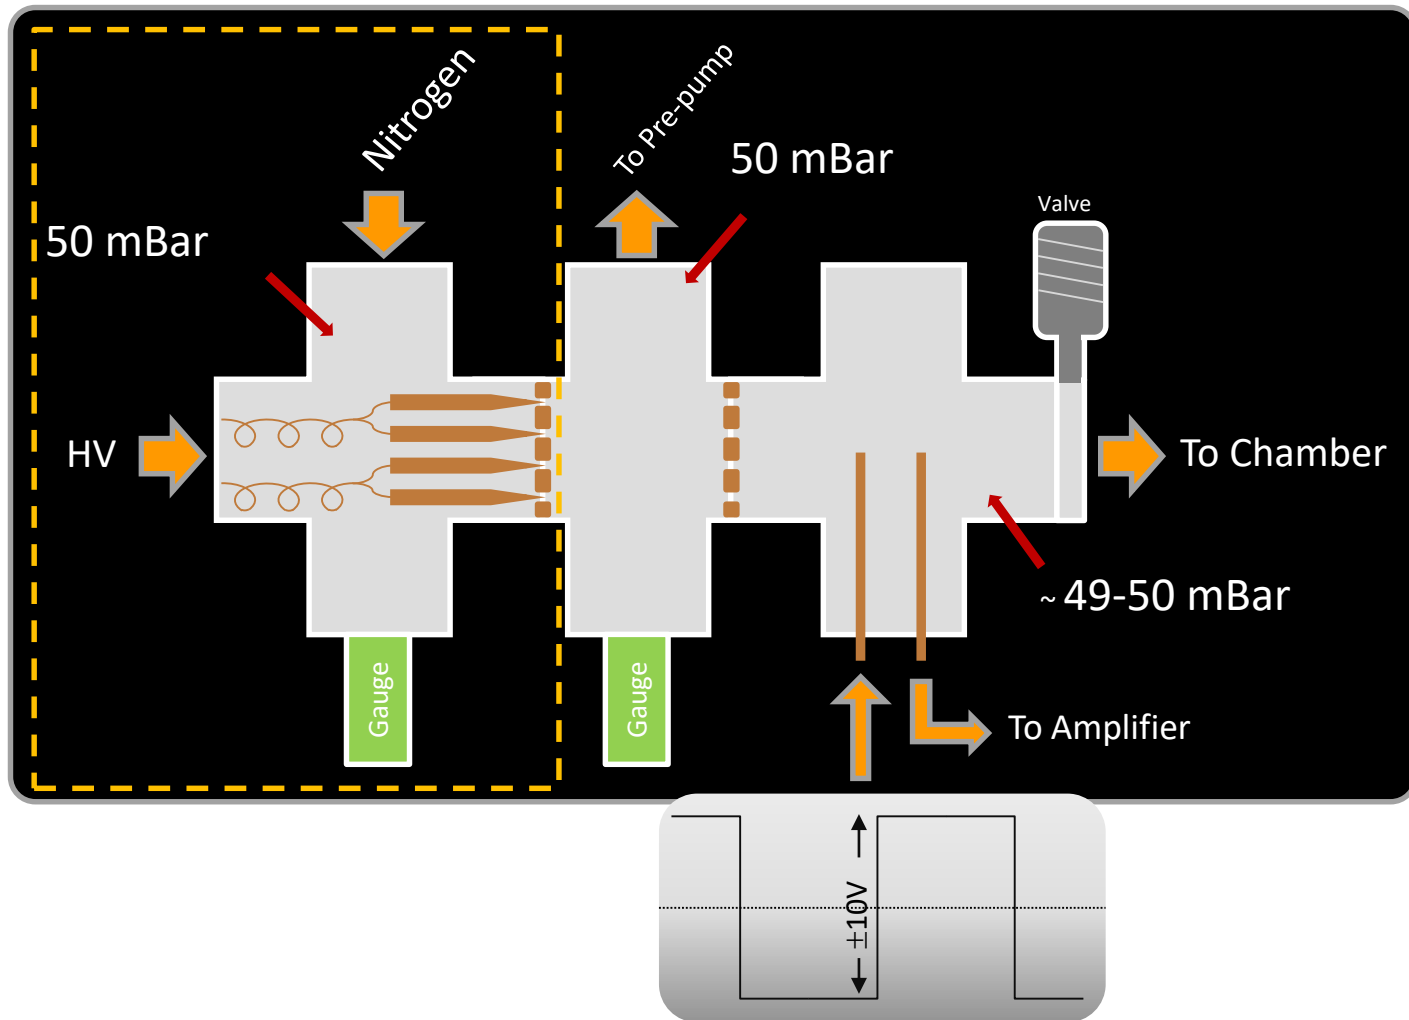 Nitrogen
To Pre-pump
50 mBar
Valve
50 mBar
HV
To Chamber
~ 49-50 mBar
Gauge
Gauge
To Amplifier
±10V